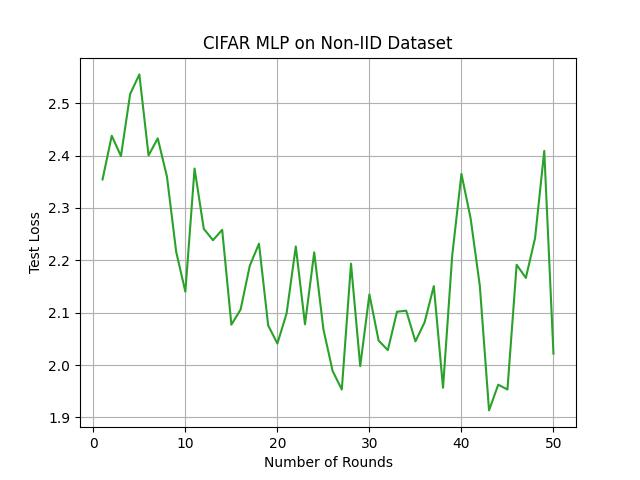 CIFAR MLP on Non-IID Dataset
Test Loss
2.5
2.4
2.3
2.2
2.1
2.0
1.9
0 10 20 30 40 50
Number of Rounds